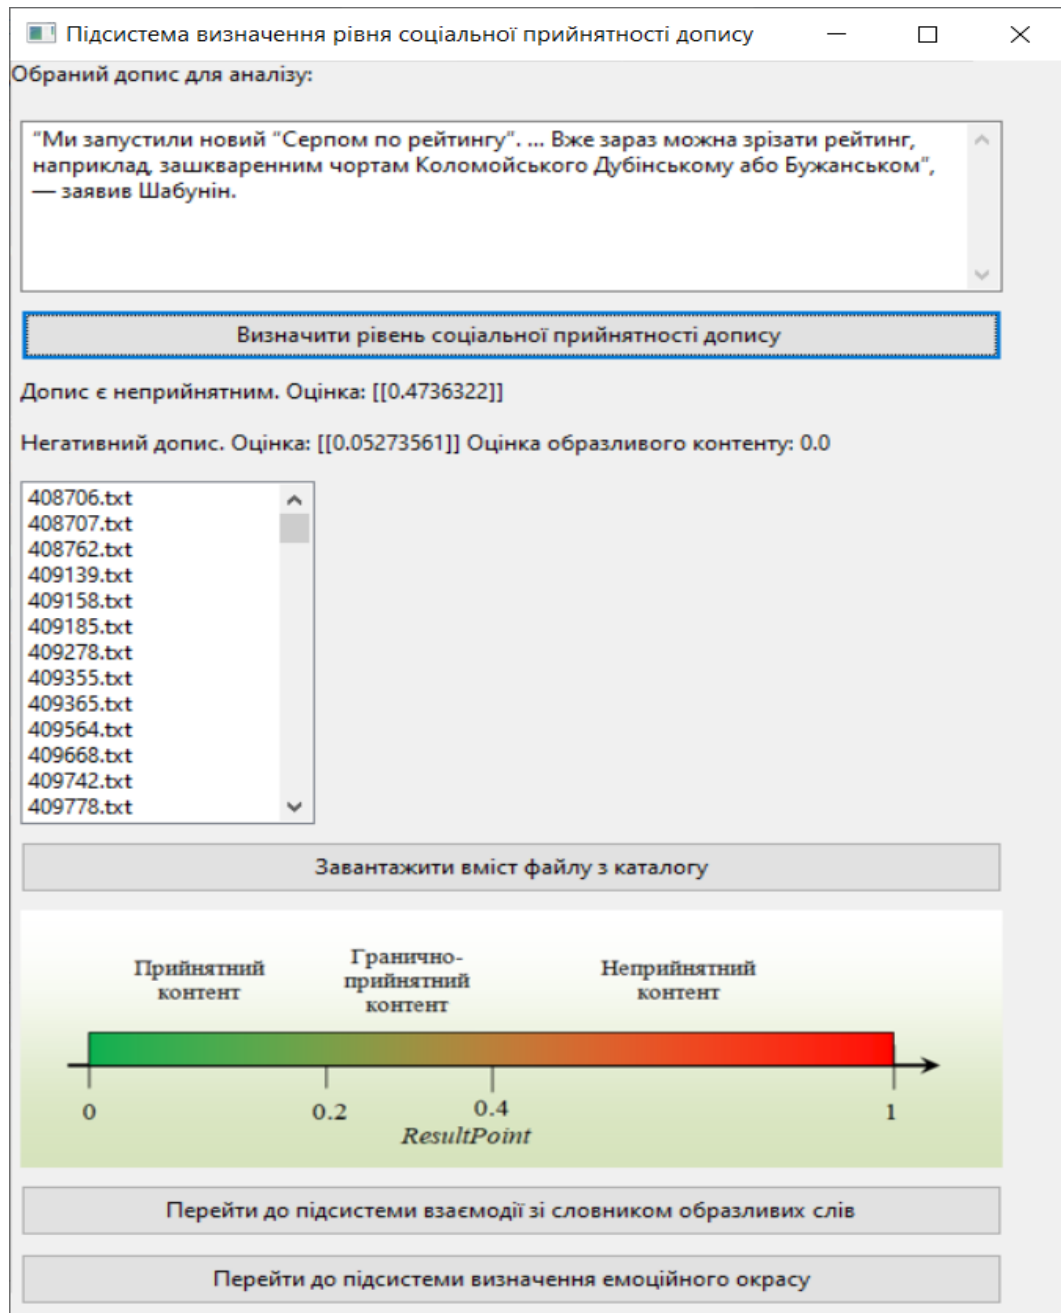 Підсистема визначення рівня соціальної прийнятності допису
Обраний допис для аналізу:
"Ми запустили новий "Серпом по рейтингу". ... Вже зараз можна зрізати рейтинг,
наприклад, зашкваренним чортам Коломойського Дубінському або Бужанськом",
— заявив Шабунін.
Визначити рівень соціальної прийнятності допису
Допис є неприйнятним. Оцінка: [[0.4736322]]
Негативний допис. Оцінка: [[0.05273561]] Оцінка образливого контенту: 0.0
408706.txt
408707.txt
408762.txt
409139.txt
409158.txt
409185.txt
409278.txt
409355.txt
409365.txt
409564.txt
409668.txt
409742.txt
409778.txt
Завантажити вміст файлу з каталогу
Прийнятний
контент
Гранично-
прийнятний
контент
Неприйнятний
контент
0
0.2
0.4
1
ResultPoint
Перейти до підсистеми взаємодії зі словником образливих слів
Перейти до підсистеми визначення емоційного окрасу